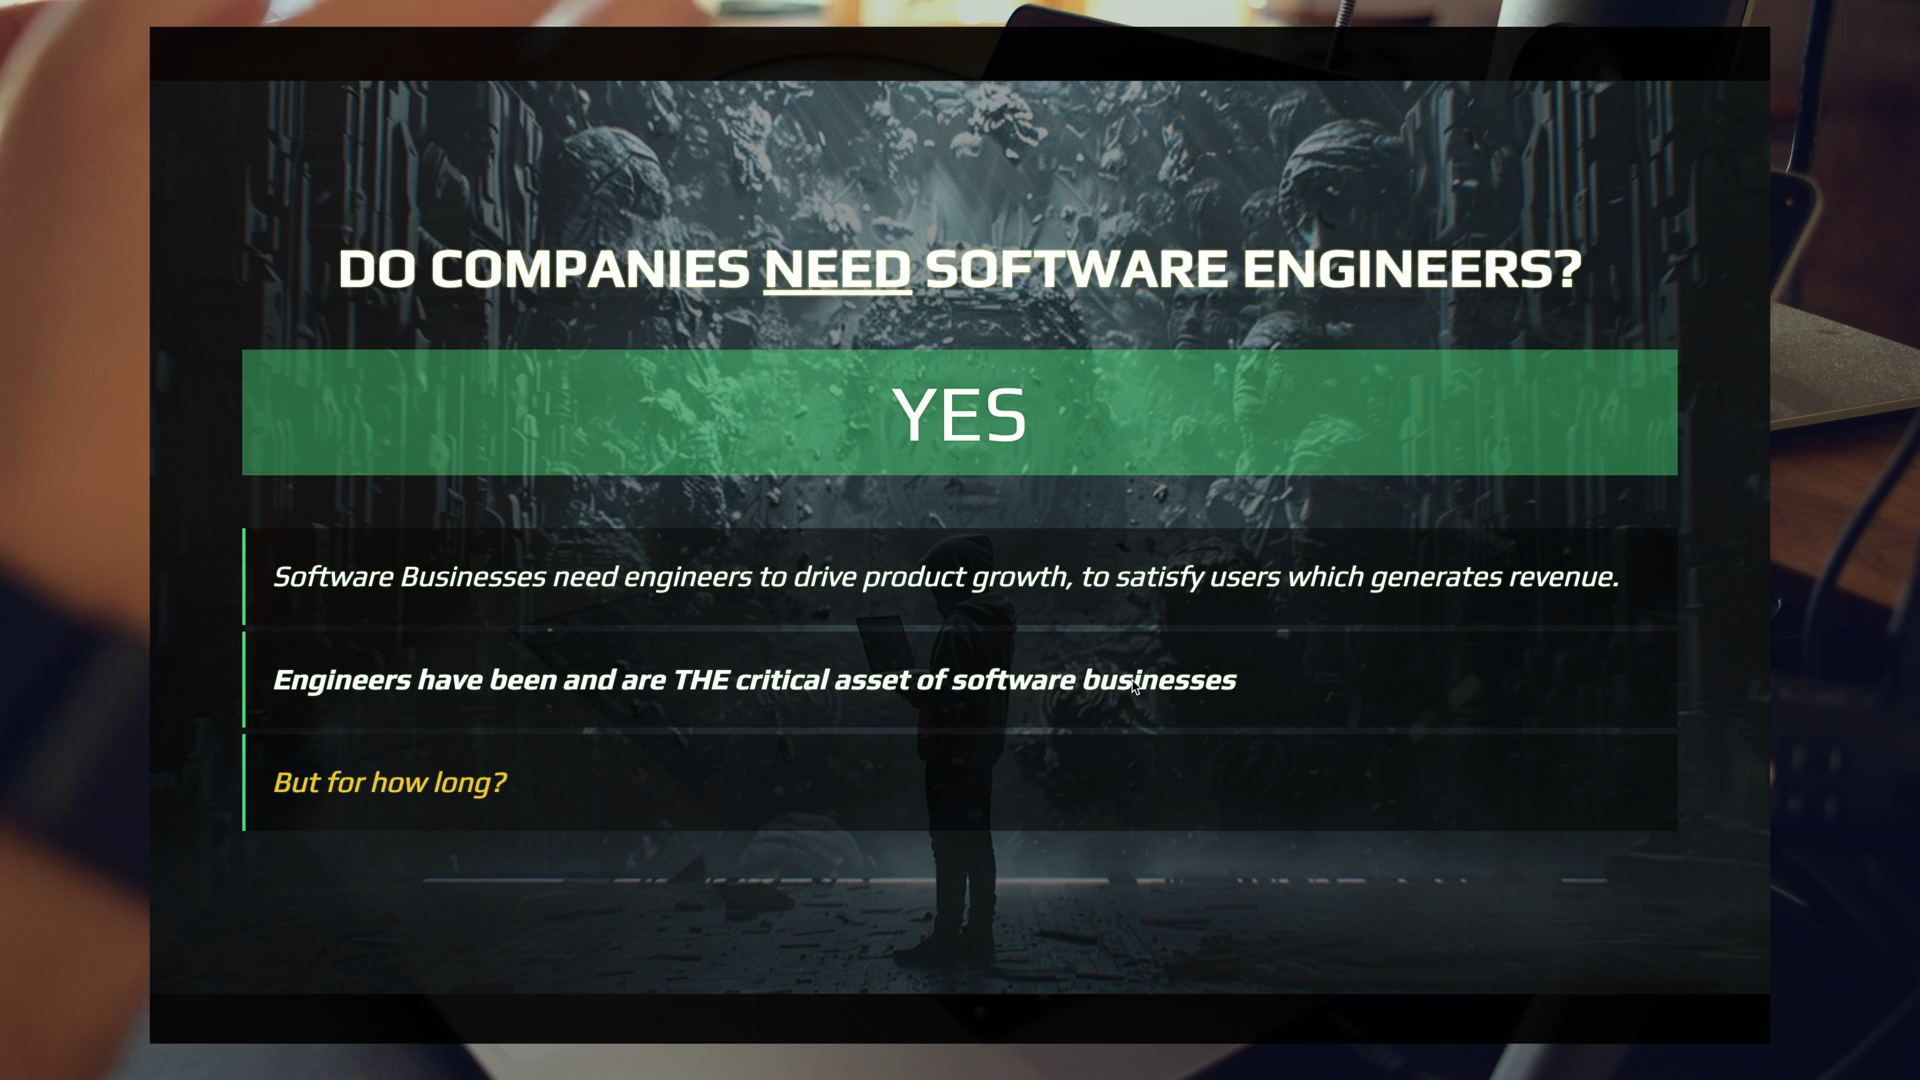 DO COMPANIES NEED SOFTWARE ENGINEERS?
YES
Software Businesses need engineers to drive product growth, to satisfy users which generates revenue.
Engineers have been and are THE critical asset of software businesses
But for how long?